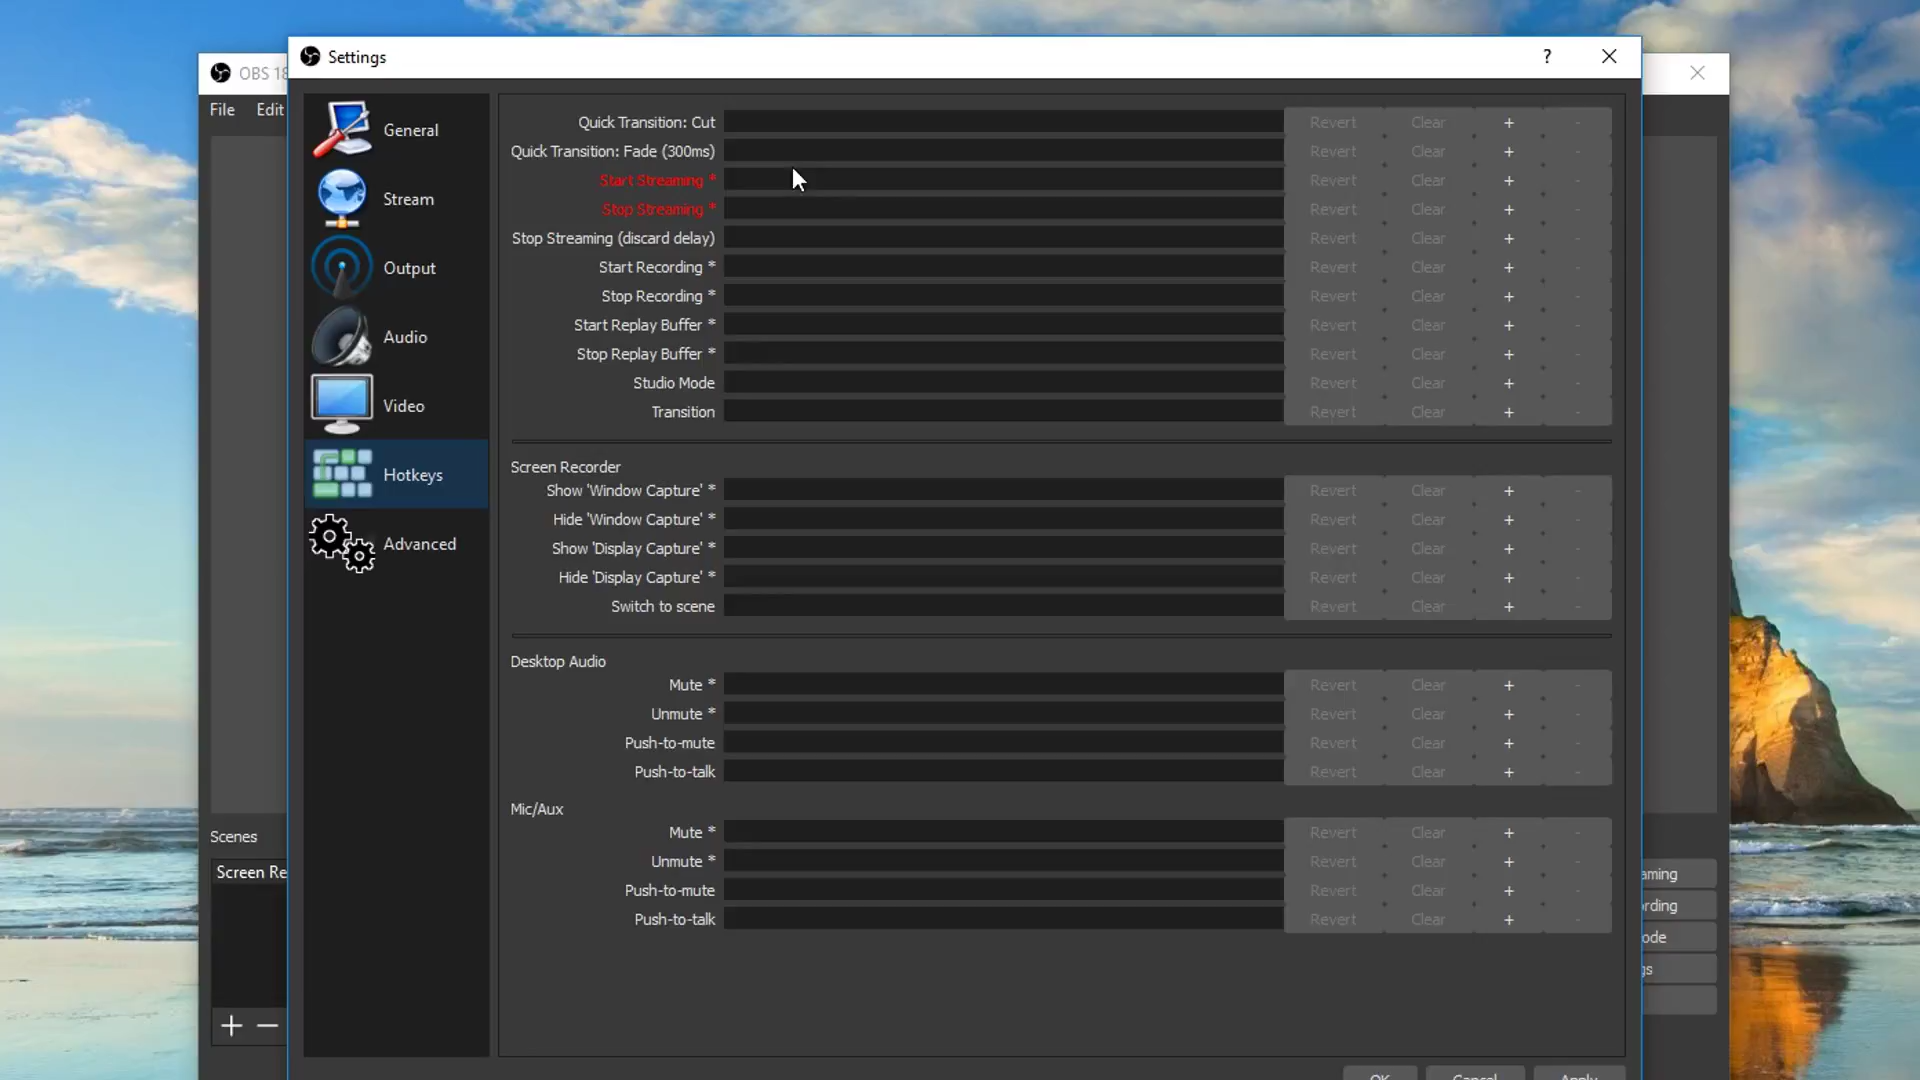 Settings
?
OBS 18
File Edit
General
Stream
Output
Audio
Video
Hotkeys
Advanced
Quick Transition: Cut Revert Clear + -
Quick Transition: Fade (300ms) Revert Clear + -
Start Streaming * Revert Clear + -
Stop Streaming * Revert Clear + -
Stop Streaming (discard delay) Revert Clear + -
Start Recording * Revert Clear + -
Stop Recording * Revert Clear + -
Start Replay Buffer * Revert Clear + -
Stop Replay Buffer * Revert Clear + -
Studio Mode Revert Clear + -
Transition Revert Clear + -
Screen Recorder
Show 'Window Capture' * Revert Clear + -
Hide 'Window Capture' * Revert Clear + -
Show 'Display Capture' * Revert Clear + -
Hide 'Display Capture' * Revert Clear + -
Switch to scene Revert Clear + -
Desktop Audio
Mute * Revert Clear + -
Unmute * Revert Clear + -
Push-to-mute Revert Clear + -
Push-to-talk Revert Clear + -
Mic/Aux
Mute * Revert Clear + -
Unmute * Revert Clear + -
Push-to-mute Revert Clear + -
Push-to-talk Revert Clear + -
Scenes
Screen Re
aming
rding
ode
gs
OK Cancel Apply